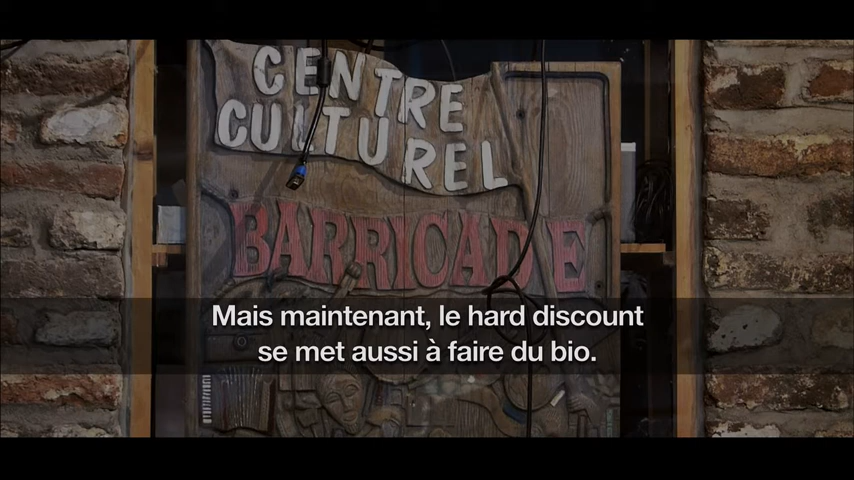 CENTRE
CULTUREL
BARRICADE
Mais maintenant, le hard discount
se met aussi à faire du bio.